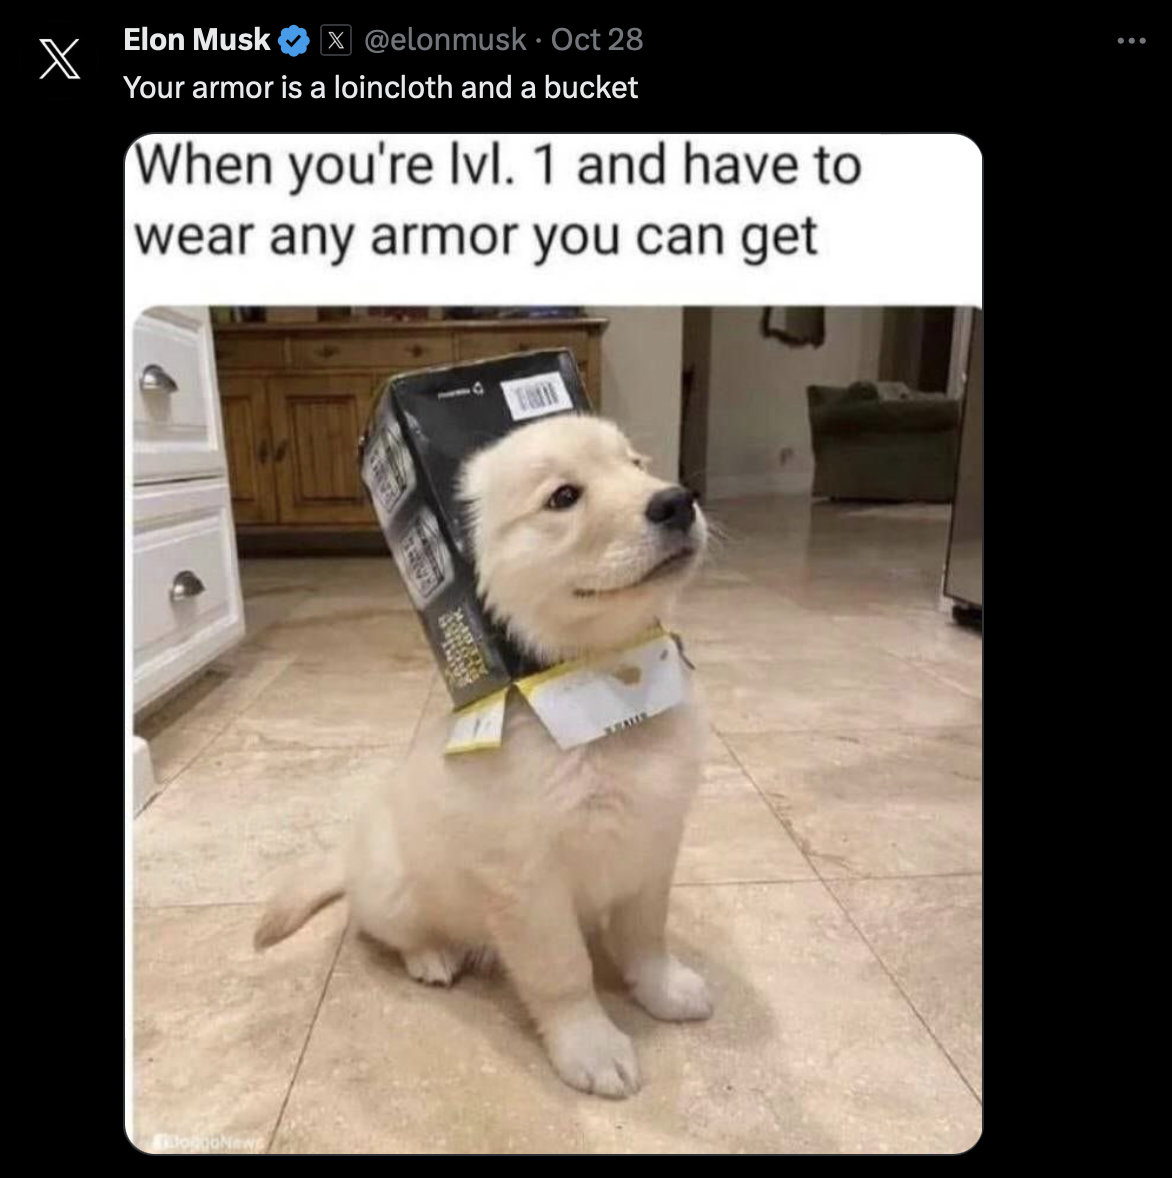 Elon Musk @elonmusk · Oct 28
Your armor is a loincloth and a bucket
When you're lvl. 1 and have to
wear any armor you can get